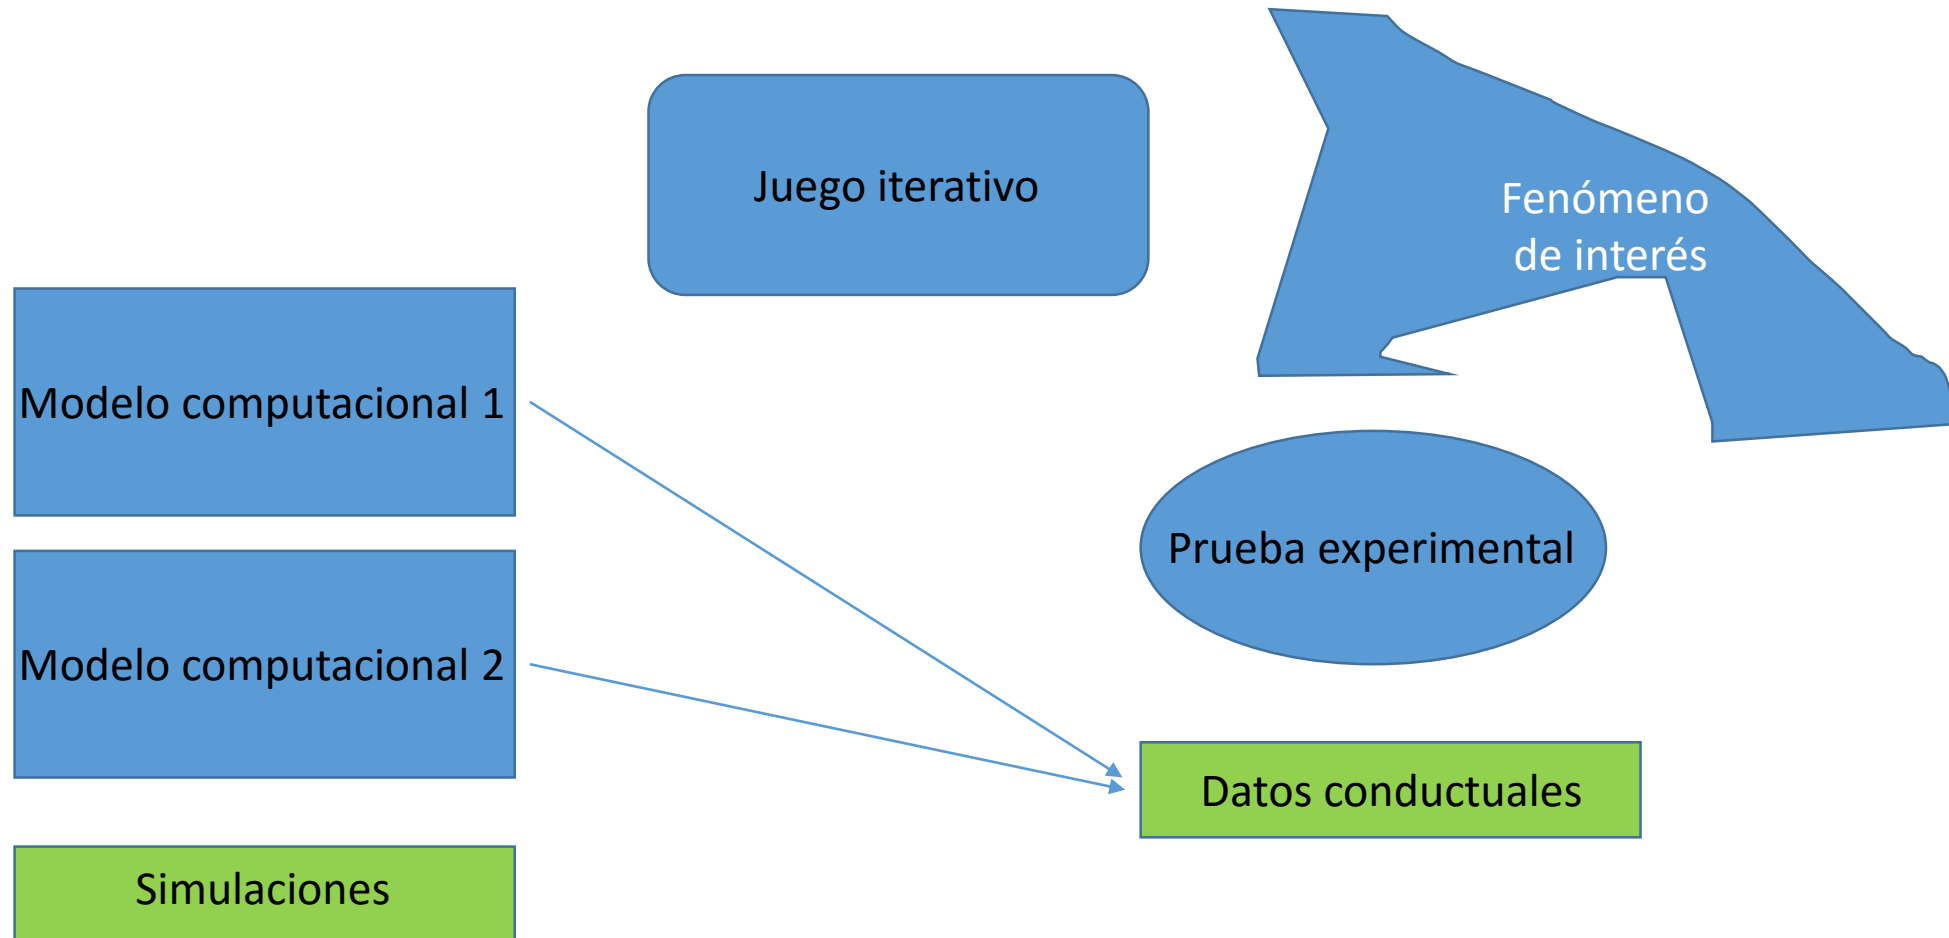 Juego iterativo
Fenómeno
de interés
Modelo computacional 1
Prueba experimental
Modelo computacional 2
Datos conductuales
Simulaciones